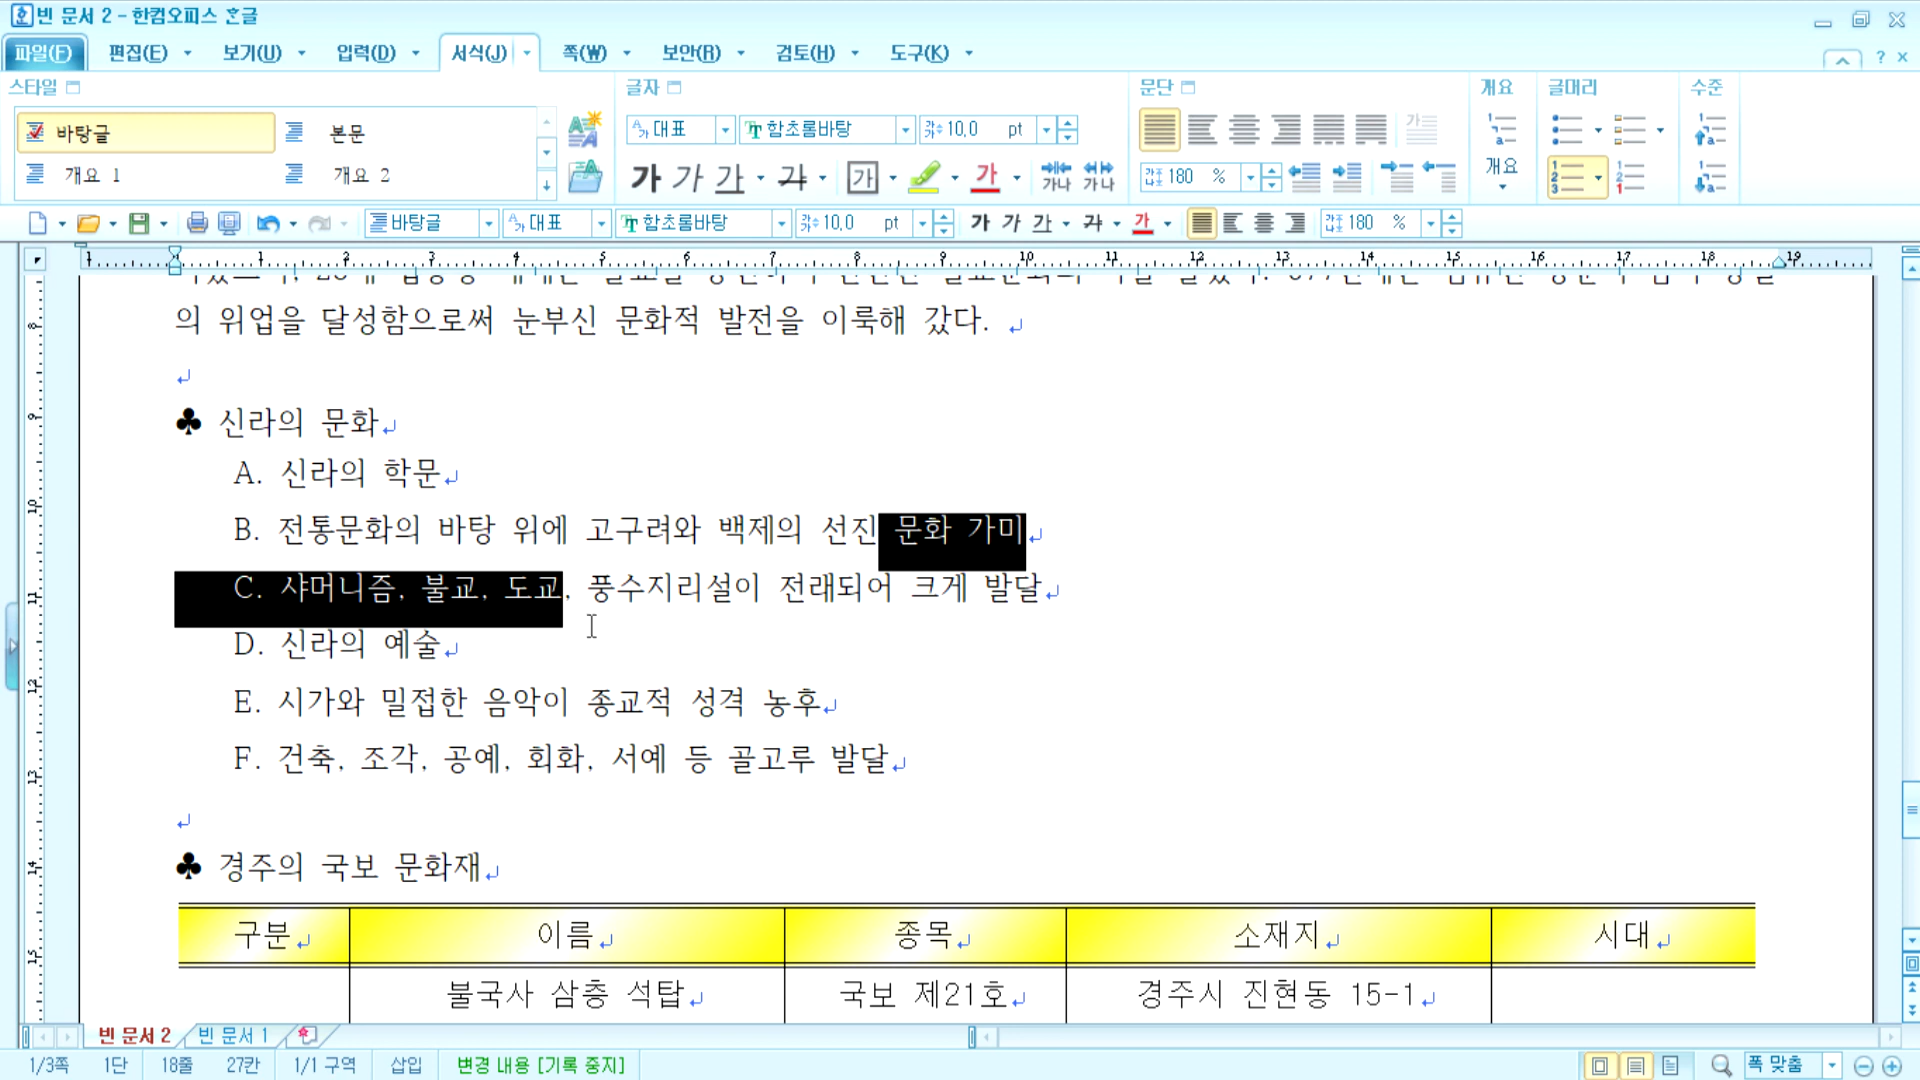 빈 문서 2 - 한컴오피스 한글
파일(F) 편집(E) 보기(U) 입력(D) 서식(J) 쪽(W) 보안(R) 검토(H) 도구(K)
스타일 글자 문단 개요 글머리 수준
바탕글 본문 대표 함초롬바탕 10.0 pt
개요 1 개요 2 가 가 가 가 가 가 180 % 개요
바탕글 대표 함초롬바탕 10.0 pt 가 가 가 가 가 180 %
의 위업을 달성함으로써 눈부신 문화적 발전을 이룩해 갔다.
♣ 신라의 문화
A. 신라의 학문
B. 전통문화의 바탕 위에 고구려와 백제의 선진 문화 가미
C. 샤머니즘, 불교, 도교, 풍수지리설이 전래되어 크게 발달
D. 신라의 예술
E. 시가와 밀접한 음악이 종교적 성격 농후
F. 건축, 조각, 공예, 회화, 서예 등 골고루 발달
♣ 경주의 국보 문화재
구분 이름 종목 소재지 시대
불국사 삼층 석탑 국보 제21호 경주시 진현동 15-1
빈 문서 2 빈 문서 1
1/3쪽 1단 18줄 27칸 1/1 구역 삽입 변경 내용 [기록 중지] 폭 맞춤